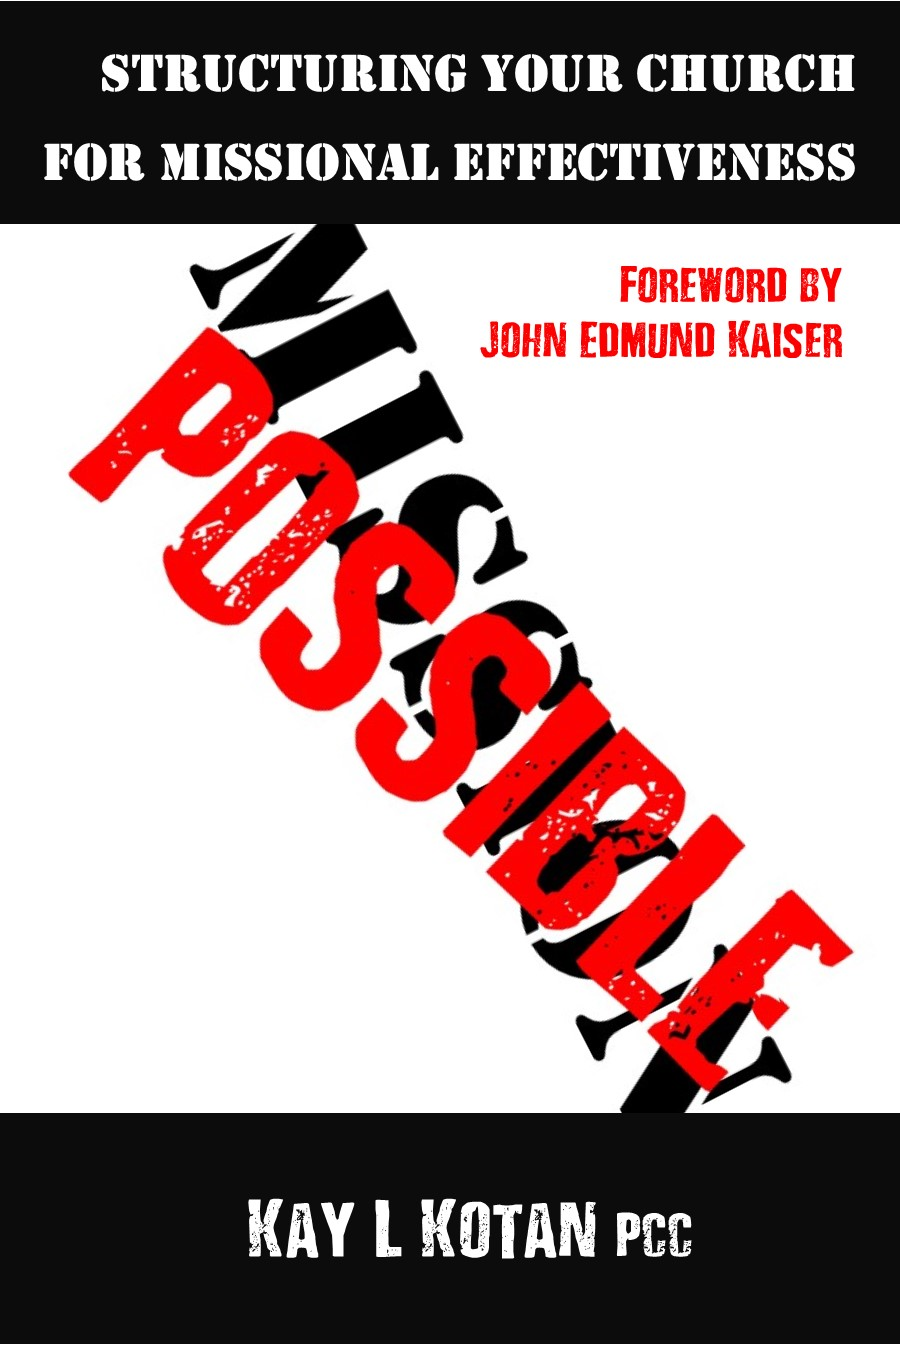 STRUCTURING YOUR CHURCH
FOR MISSIONAL EFFECTIVENESS
FOREWORD BY
JOHN EDMUND KAISER
MISSION
POSSIBLE
KAY L KOTAN PCC